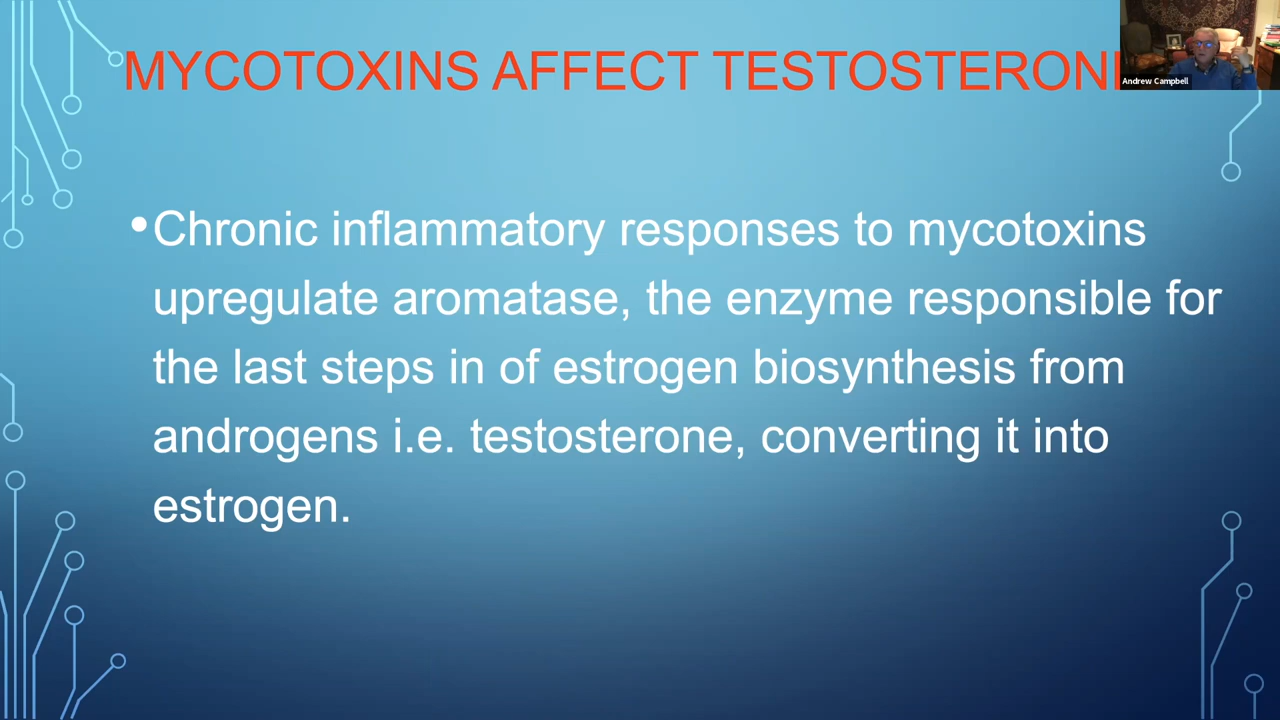 MYCOTOXINS AFFECT TESTOSTERON
Andrew Campbell
•Chronic inflammatory responses to mycotoxins
upregulate aromatase, the enzyme responsible for
the last steps in of estrogen biosynthesis from
androgens i.e. testosterone, converting it into
estrogen.